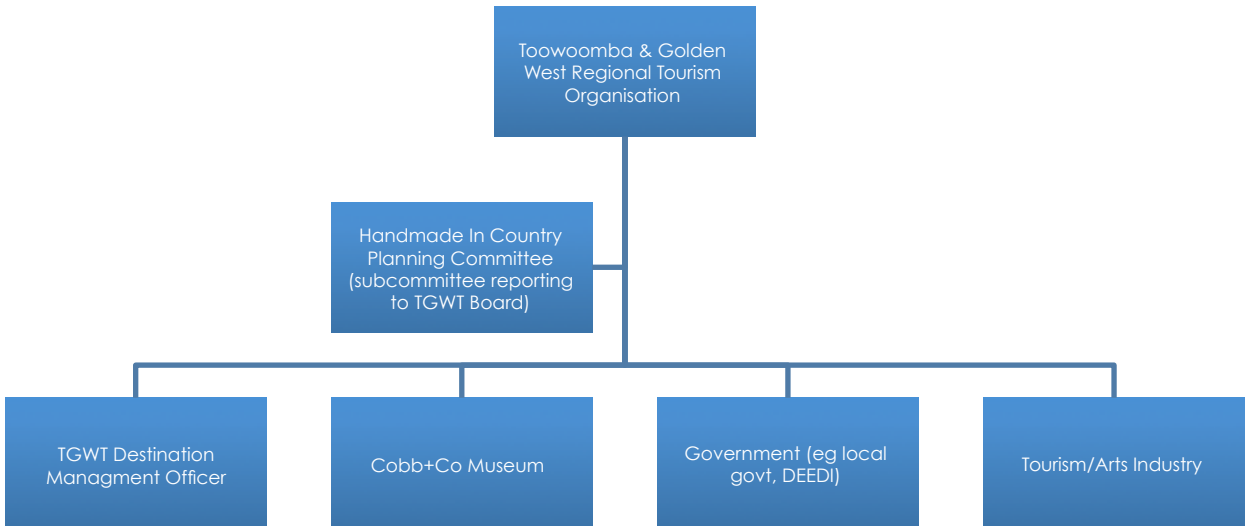 Toowoomba & Golden
West Regional Tourism
Organisation
Handmade In Country
Planning Committee
(subcommittee reporting
to TGWT Board)
TGWT Destination
Managment Officer
Cobb+Co Museum
Government (eg local
govt, DEEDI)
Tourism/Arts Industry